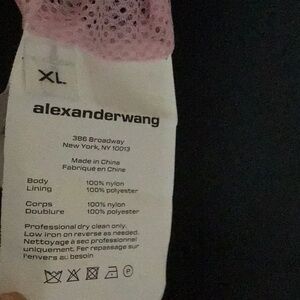 XL
alexanderwang
386 Broadway
New York, NY 10013
Made in China
Fabriqué en Chine
Body 100% nylon
Lining 100% polyester
Corps 100% nylon
Doublure 100% polyester
Professional dry clean only.
Low iron on reverse as needed.
Nettoyage à sec professionnel
uniquement. Fer repassage sur
l'envers au besoin
P